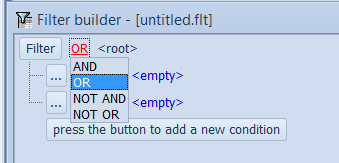 Filter builder - [untitled.flt]
Filter OR <root>
AND
... <empty>
OR
NOT AND
... <empty>
NOT OR
press the button to add a new condition